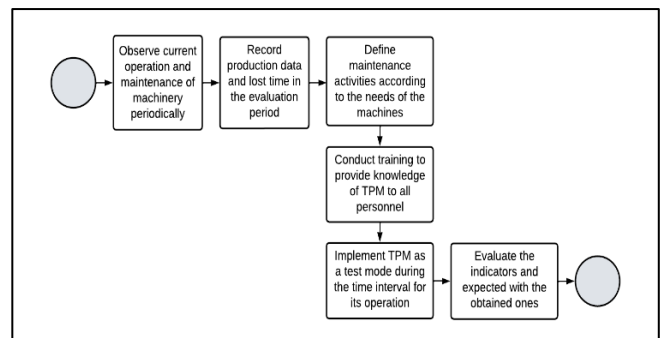 Observe current
operation and
maintenance of
machinery
periodically
Record
production data
and lost time in
the evaluation
period
Define
maintenance
activities according
to the needs of the
machines
Conduct training to
provide knowledge
of TPM to all
personnel
Implement TPM as
a test mode during
the time interval for
its operation
Evaluate the
indicators and
expected with the
obtained ones